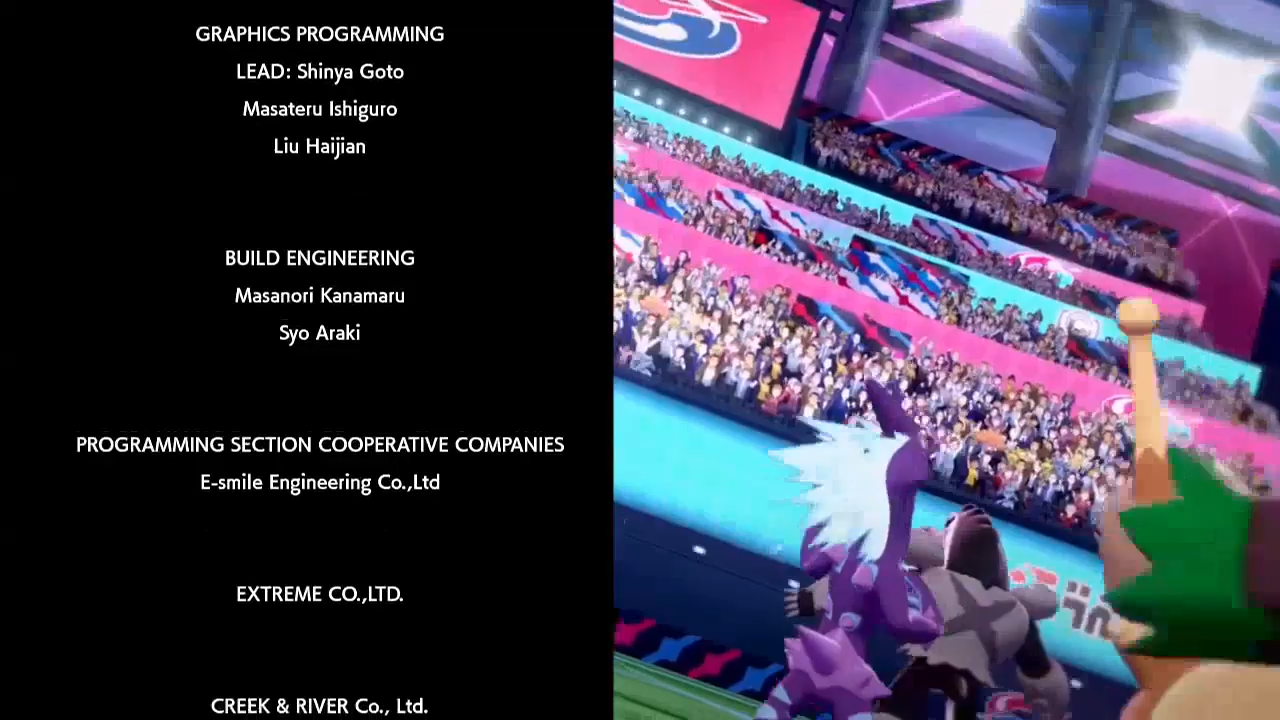 GRAPHICS PROGRAMMING
LEAD: Shinya Goto
Masateru Ishiguro
Liu Haijian
BUILD ENGINEERING
Masanori Kanamaru
Syo Araki
PROGRAMMING SECTION COOPERATIVE COMPANIES
E-smile Engineering Co.,Ltd
EXTREME CO.,LTD.
CREEK & RIVER Co., Ltd.